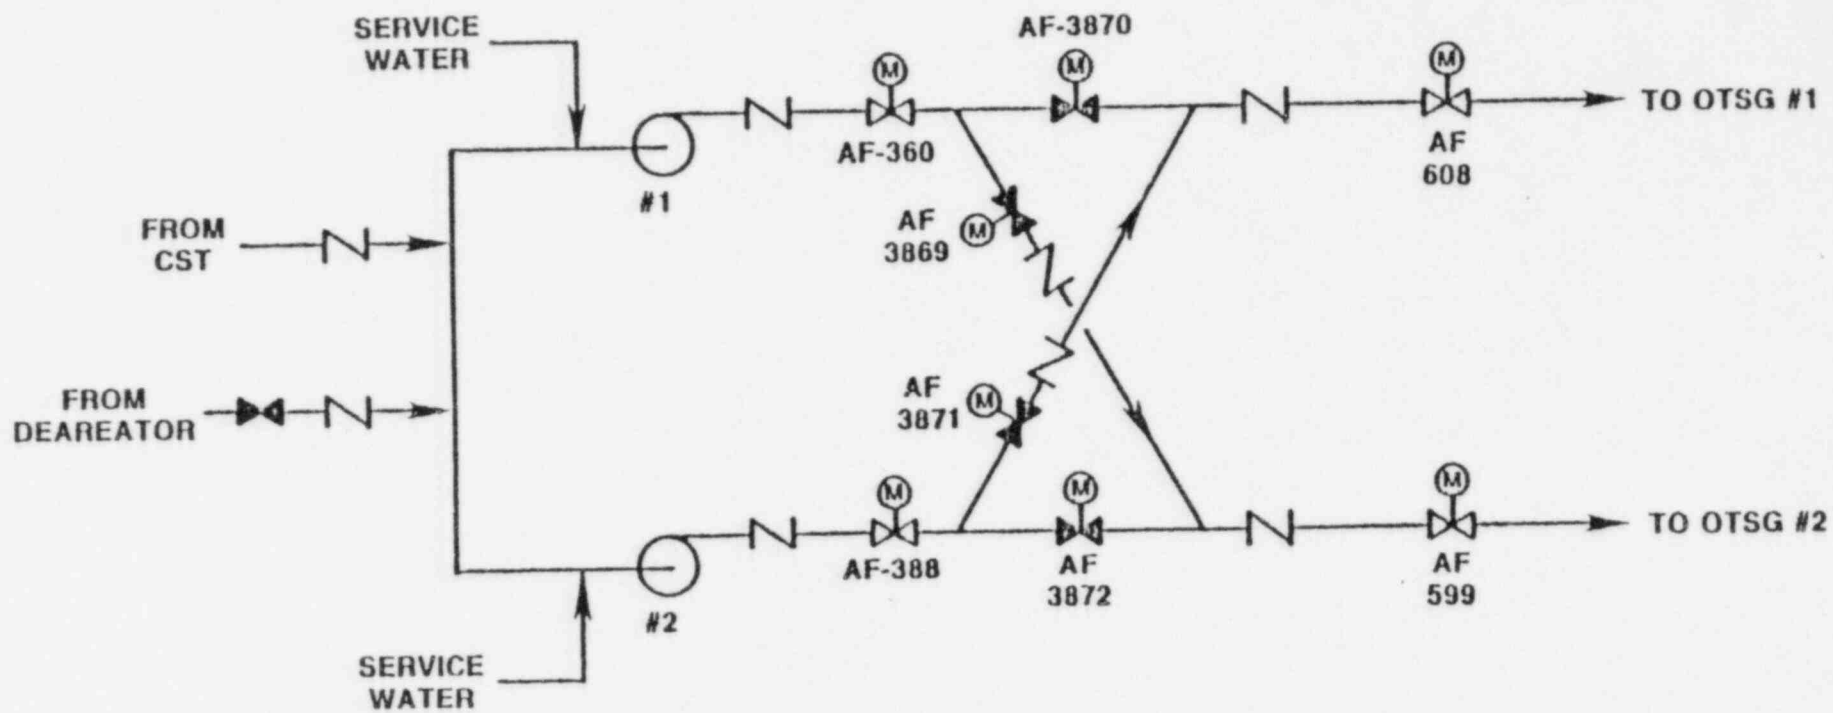 SERVICE
WATER
AF-3870
M
M
M
TO OTSG #1
AF-360
AF
608
#1
FROM
CST
AF
3869
M
AF
3871
M
FROM
DEAREATOR
M
M
M
TO OTSG #2
AF-388
AF
3872
AF
599
#2
SERVICE
WATER